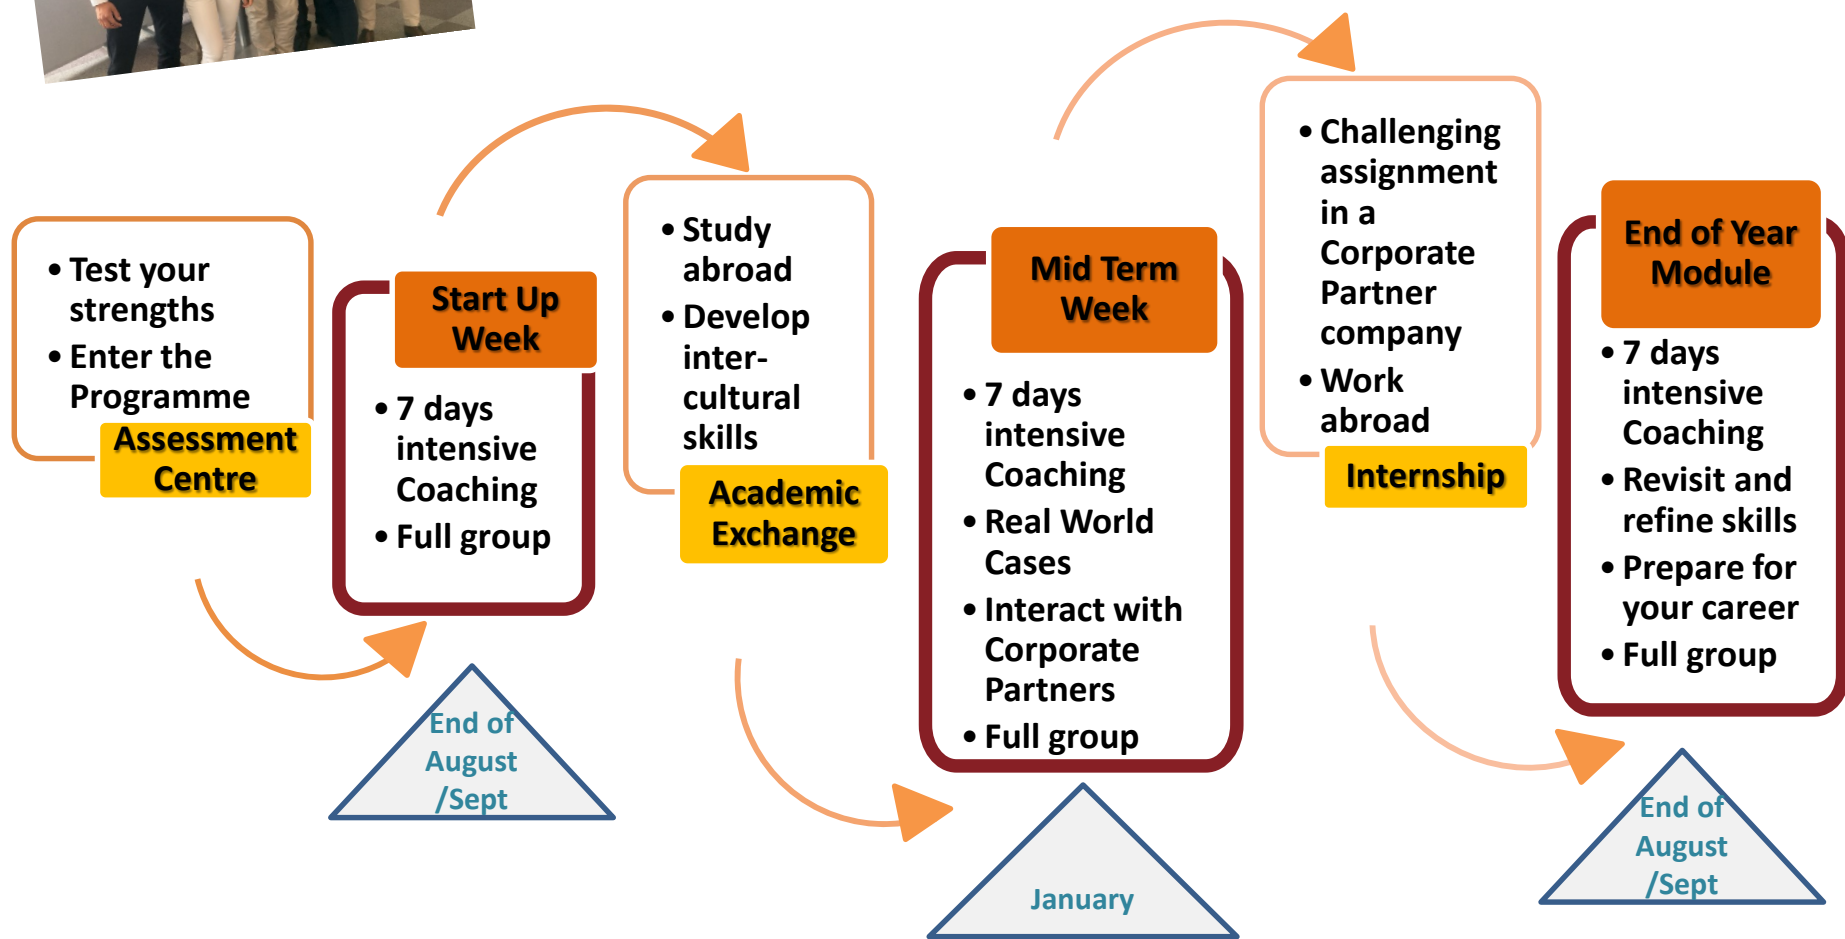 • Test your
strengths
• Enter the
Programme
Assessment
Centre
Start Up
Week
• 7 days
intensive
Coaching
• Full group
End of
August
/Sept
• Study
abroad
• Develop
inter-
cultural
skills
Academic
Exchange
Mid Term
Week
• 7 days
intensive
Coaching
• Real World
Cases
• Interact with
Corporate
Partners
• Full group
January
• Challenging
assignment
in a
Corporate
Partner
company
• Work
abroad
Internship
End of Year
Module
• 7 days
intensive
Coaching
• Revisit and
refine skills
• Prepare for
your career
• Full group
End of
August
/Sept